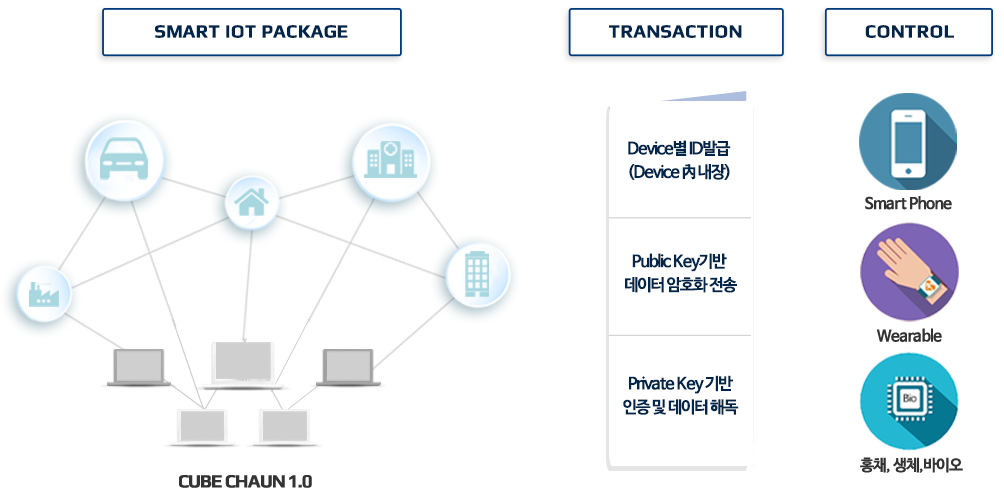 SMART IOT PACKAGE
TRANSACTION
CONTROL
Device별 ID발급
(Device 內 내장)
Public Key기반
데이터 암호화 전송
Private Key 기반
인증 및 데이터 해독
Smart Phone
Wearable
Bio
홍채, 생체,바이오
CUBE CHAUN 1.0